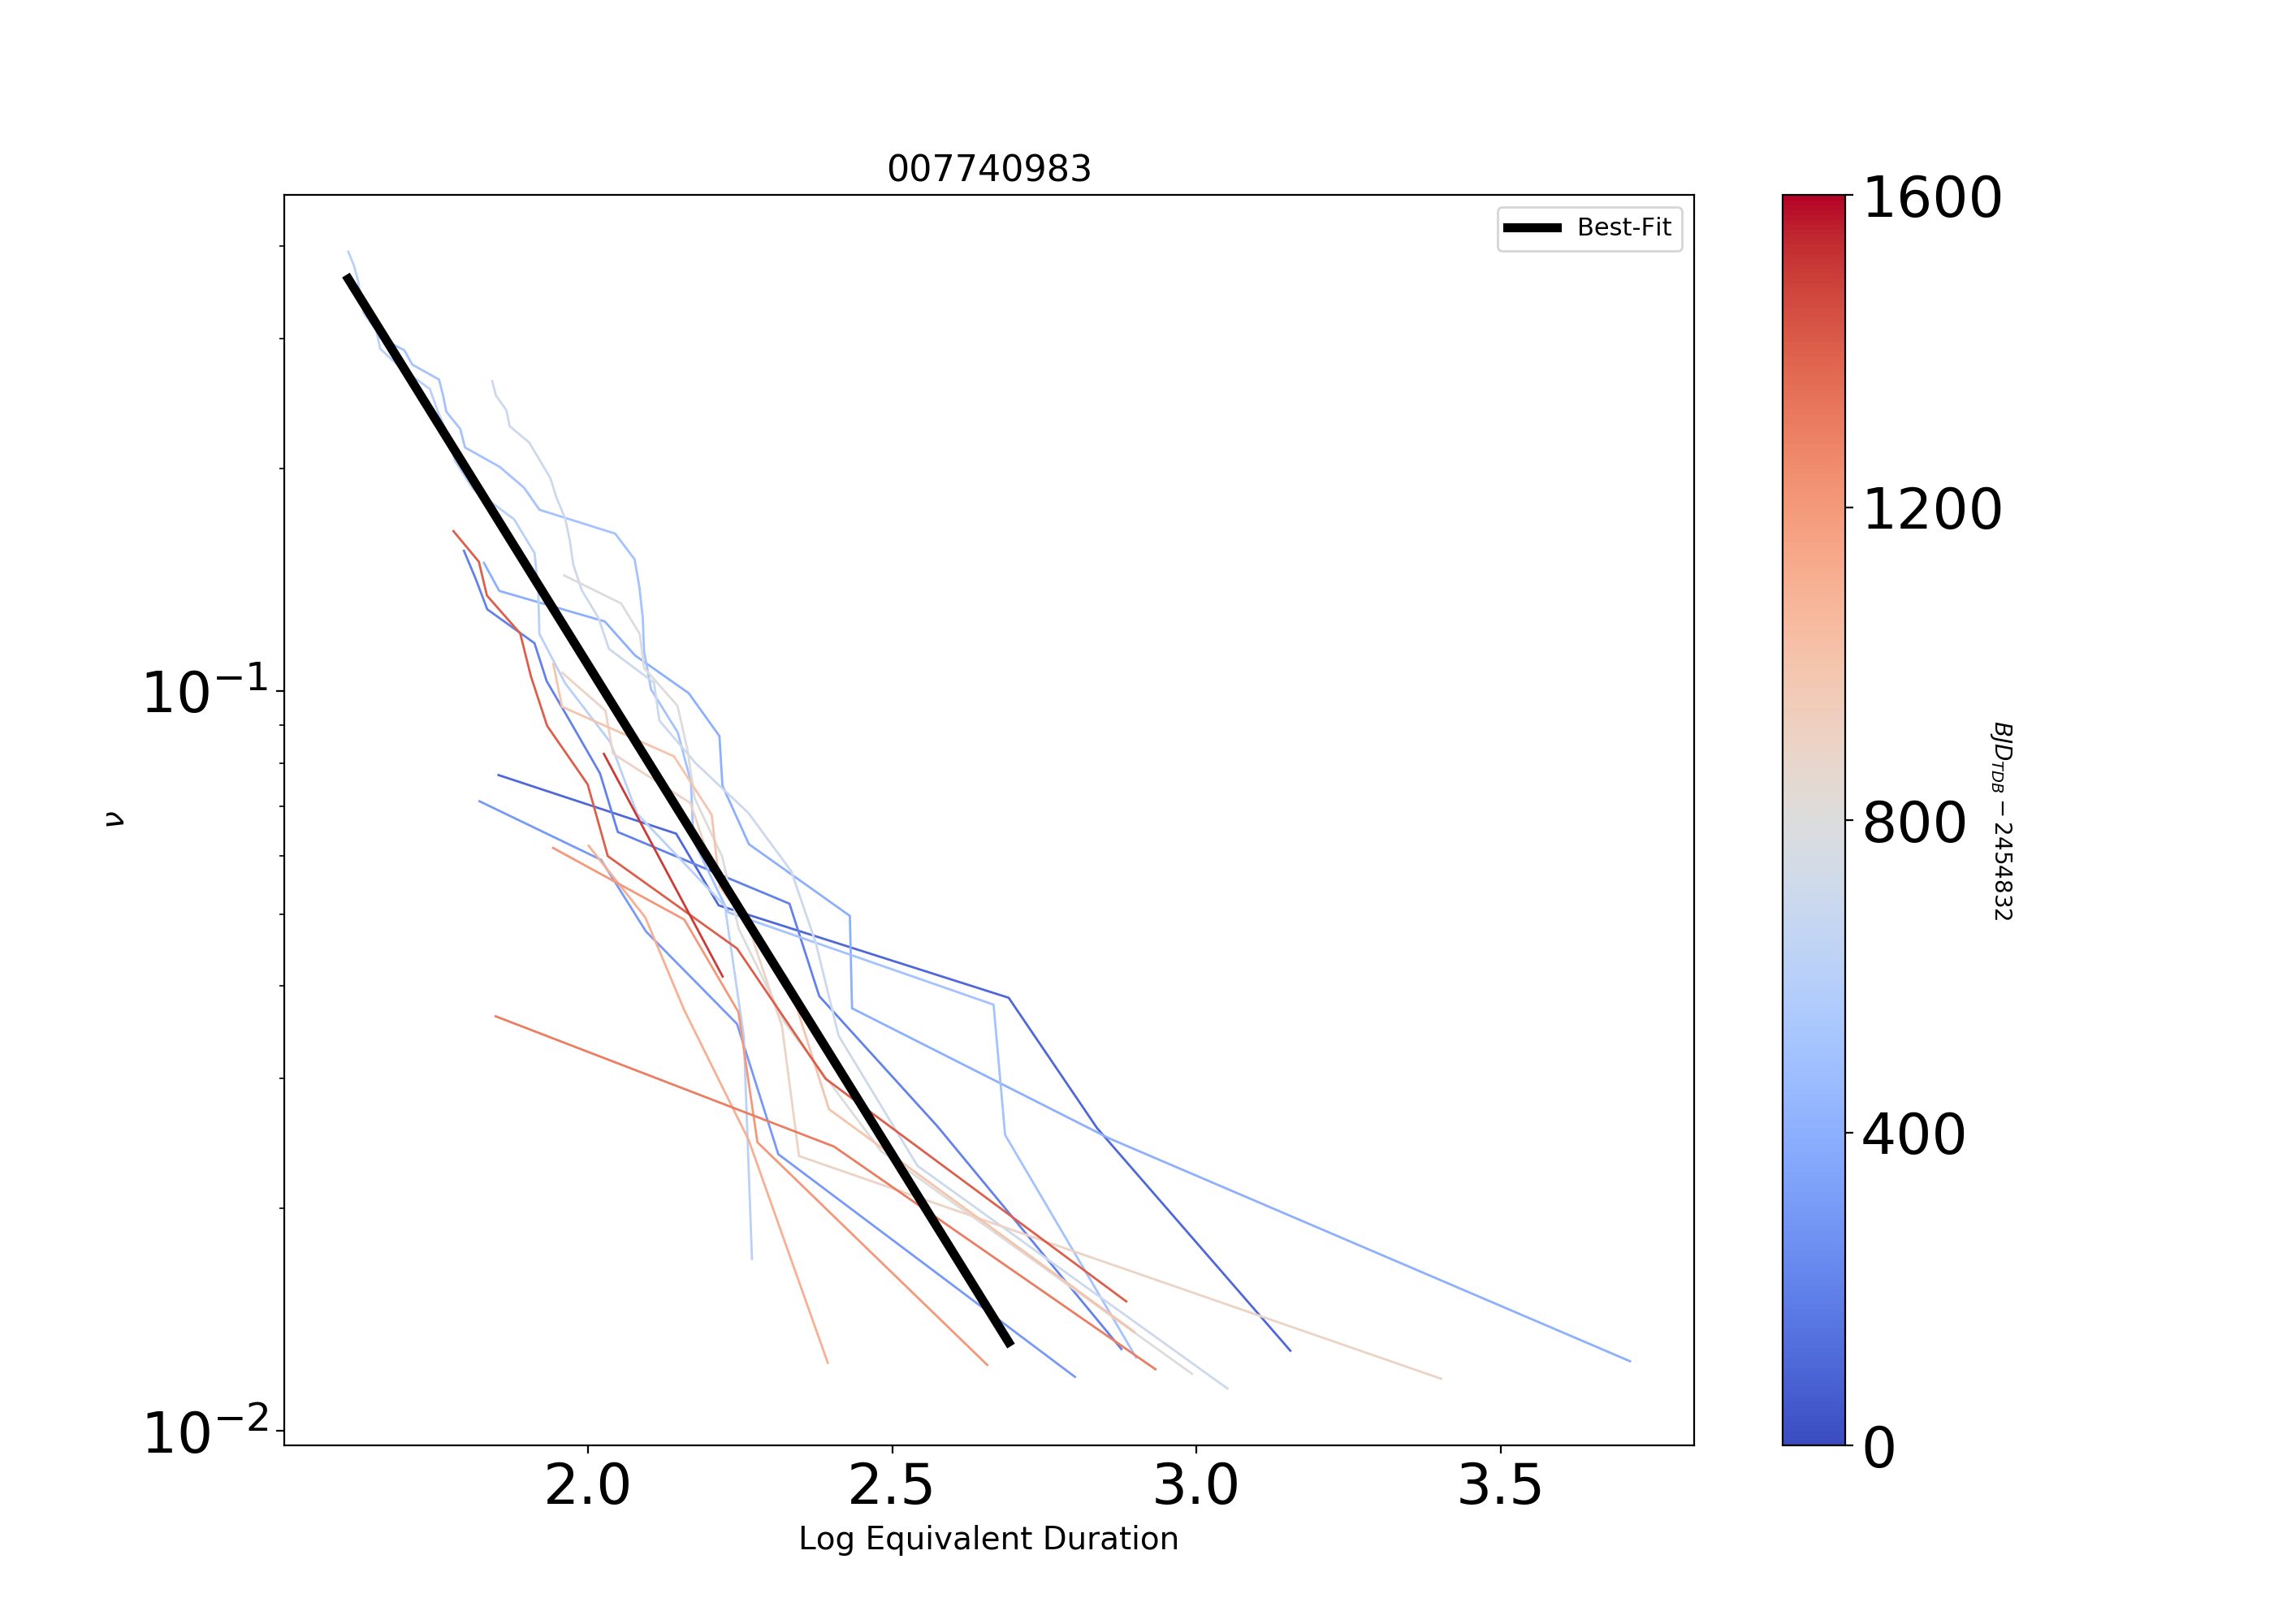 007740983
Best-Fit
10⁻¹
10⁻²
ν
2.0 2.5 3.0 3.5
Log Equivalent Duration
1600
1200
800
400
0
BJD_TDB − 2454832